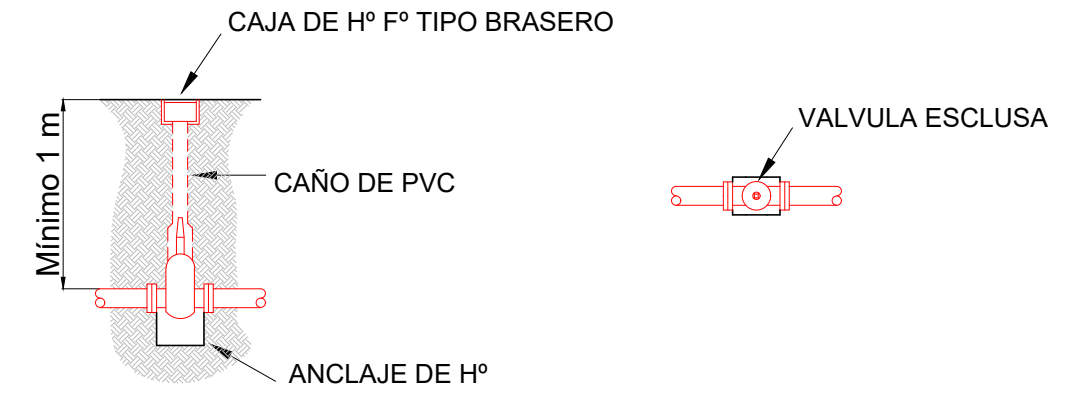 CAJA DE Hº Fº TIPO BRASERO
VALVULA ESCLUSA
Mínimo 1 m
CAÑO DE PVC
ANCLAJE DE Hº